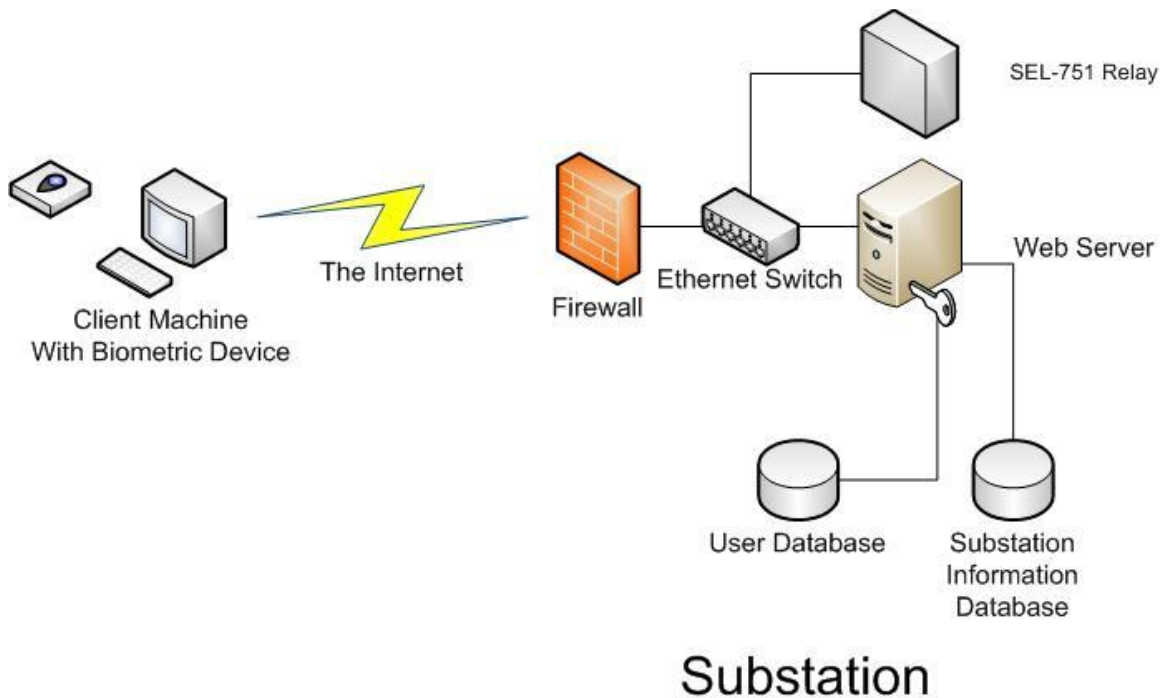 SEL-751 Relay
Web Server
The Internet
Ethernet Switch
Firewall
Client Machine
With Biometric Device
User Database
Substation
Information
Database
Substation